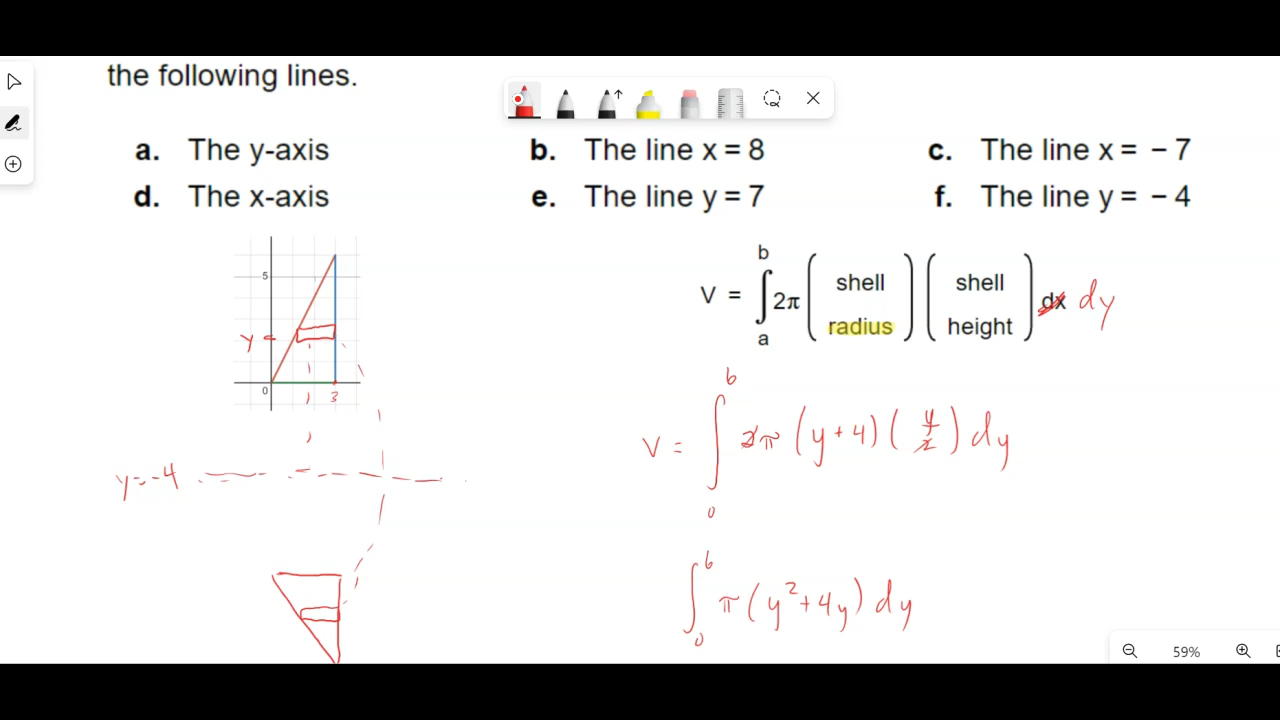 the following lines.
a. The y-axis b. The line x = 8 c. The line x = − 7
d. The x-axis e. The line y = 7 f. The line y = − 4
5
y
0
3
b
V = ∫ 2π ( shell radius ) ( shell height ) dx dy
a
6
V = ∫ 2π (y+4) ( y/2 ) dy
0
y=-4
6
∫ π (y² + 4y) dy
0
59%